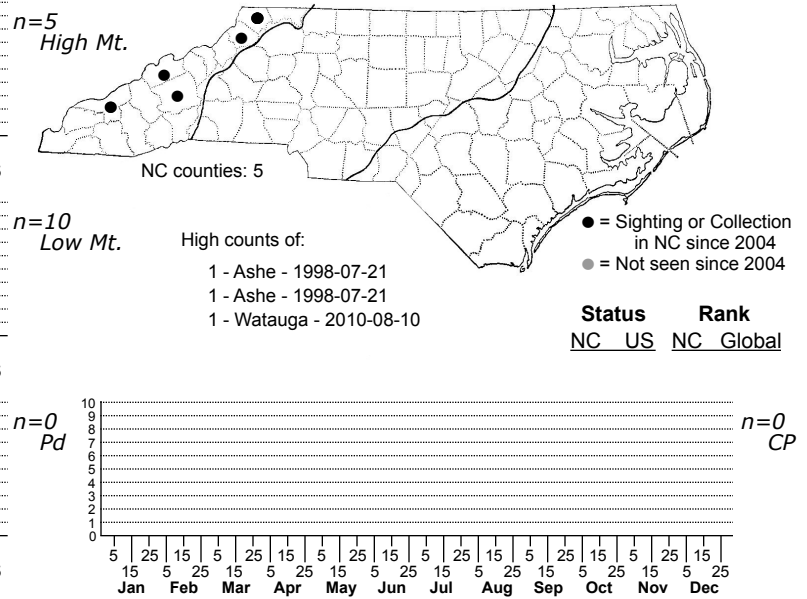 n=5
High Mt.
NC counties: 5
n=10
Low Mt.
High counts of:
1 - Ashe - 1998-07-21
1 - Ashe - 1998-07-21
1 - Watauga - 2010-08-10
= Sighting or Collection
in NC since 2004
= Not seen since 2004
Status Rank
NC US NC Global
n=0
Pd
10
9
8
7
6
5
4
3
2
1
0
n=0
CP
5 25 15 5 25 15 5 25 15 5 25 15 5 25 15 5 25 15
15 5 25 15 5 25 15 5 25 15 5 25 15 5 25 15 5 25
Jan Feb Mar Apr May Jun Jul Aug Sep Oct Nov Dec